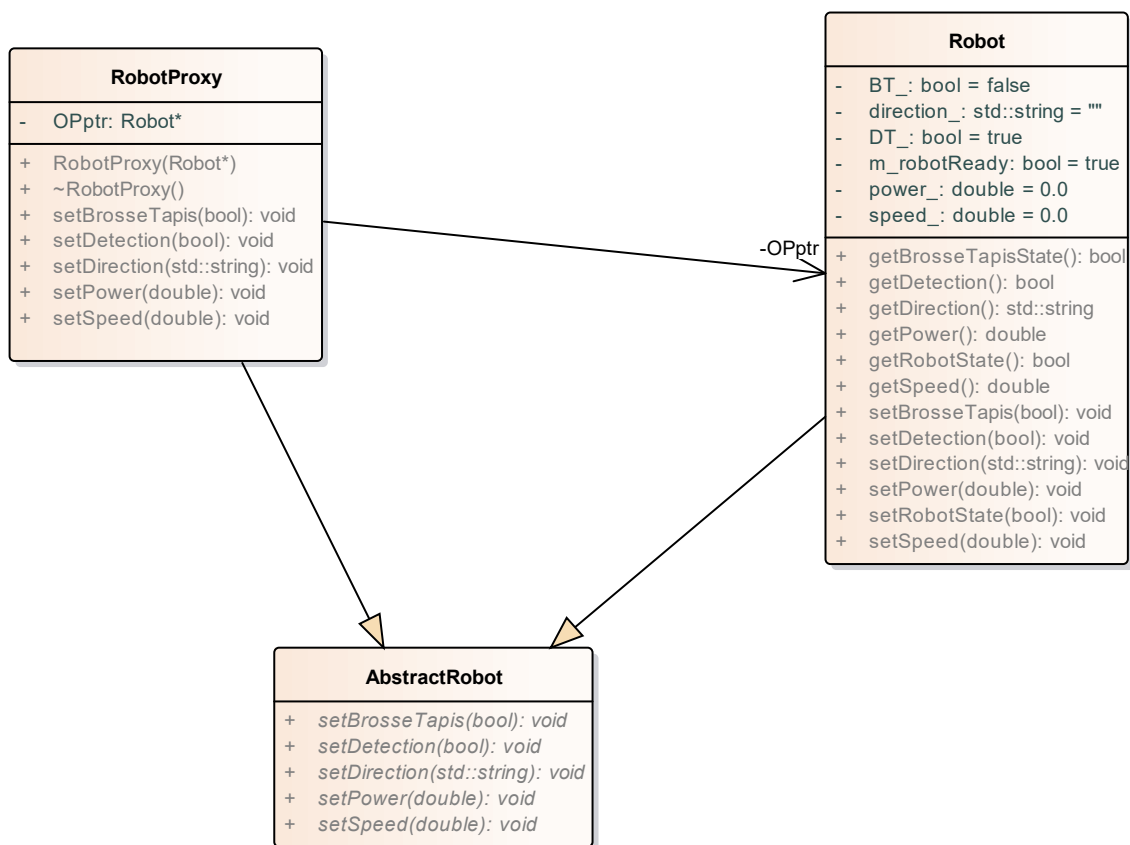 RobotProxy
- OPptr: Robot*
+ RobotProxy(Robot*)
+ ~RobotProxy()
+ setBrosseTapis(bool): void
+ setDetection(bool): void
+ setDirection(std::string): void
+ setPower(double): void
+ setSpeed(double): void
-OPptr
Robot
- BT_: bool = false
- direction_: std::string = ""
- DT_: bool = true
- m_robotReady: bool = true
- power_: double = 0.0
- speed_: double = 0.0
+ getBrosseTapisState(): bool
+ getDetection(): bool
+ getDirection(): std::string
+ getPower(): double
+ getRobotState(): bool
+ getSpeed(): double
+ setBrosseTapis(bool): void
+ setDetection(bool): void
+ setDirection(std::string): void
+ setPower(double): void
+ setRobotState(bool): void
+ setSpeed(double): void
AbstractRobot
+ setBrosseTapis(bool): void
+ setDetection(bool): void
+ setDirection(std::string): void
+ setPower(double): void
+ setSpeed(double): void